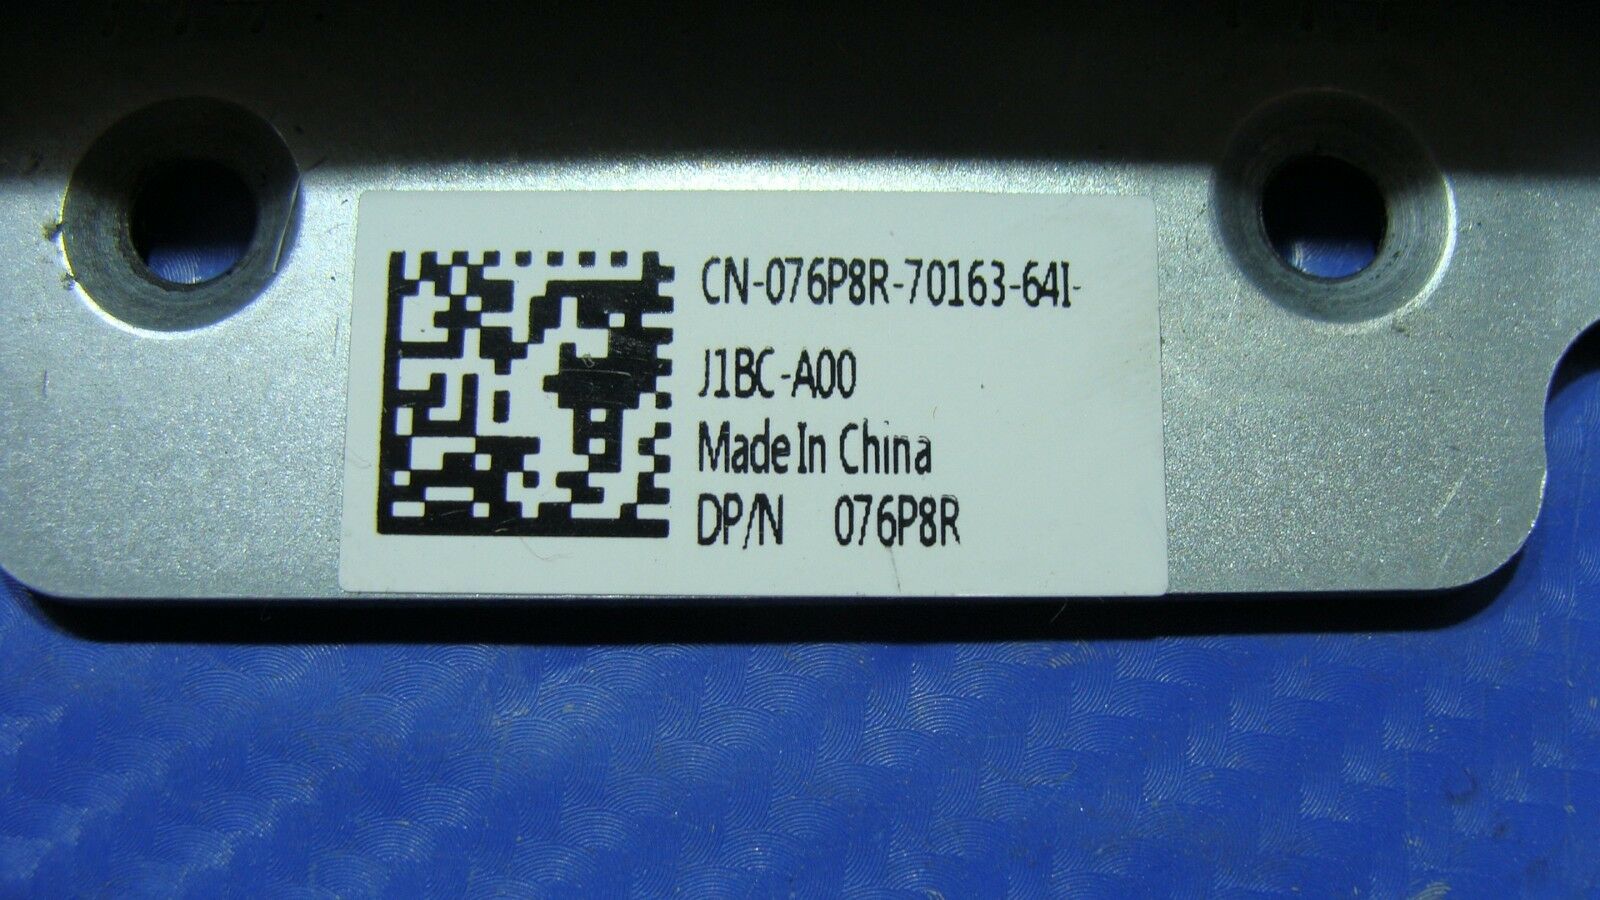 CN-076P8R-70163-64I-
J1BC-A00
Made In China
DP/N 076P8R